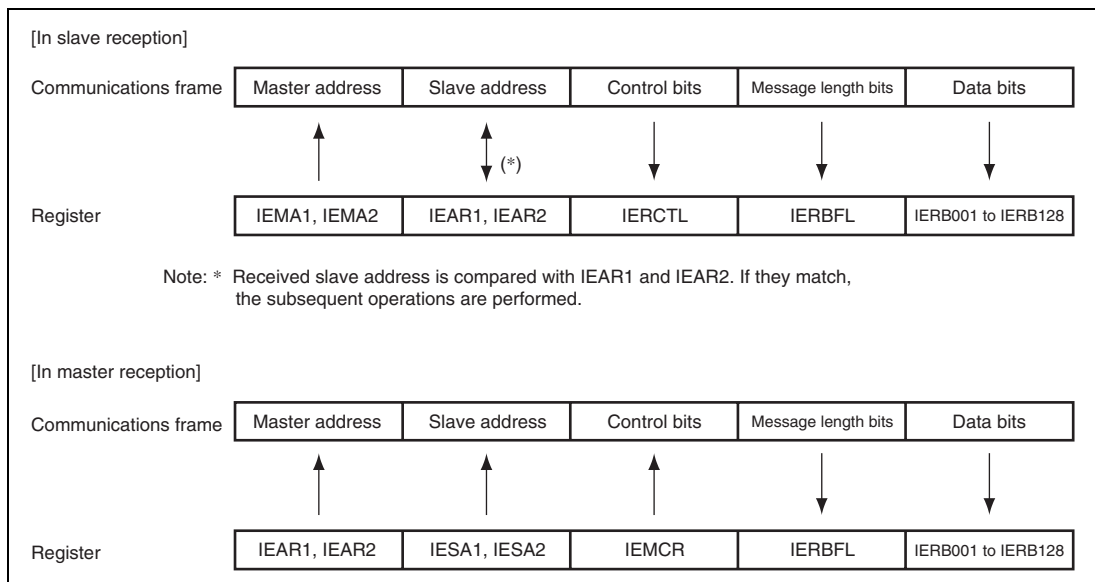 [In slave reception]
Communications frame Master address Slave address Control bits Message length bits Data bits
(*)
Register IEMA1, IEMA2 IEAR1, IEAR2 IERCTL IERBFL IERB001 to IERB128
Note: * Received slave address is compared with IEAR1 and IEAR2. If they match,
the subsequent operations are performed.
[In master reception]
Communications frame Master address Slave address Control bits Message length bits Data bits
Register IEAR1, IEAR2 IESA1, IESA2 IEMCR IERBFL IERB001 to IERB128